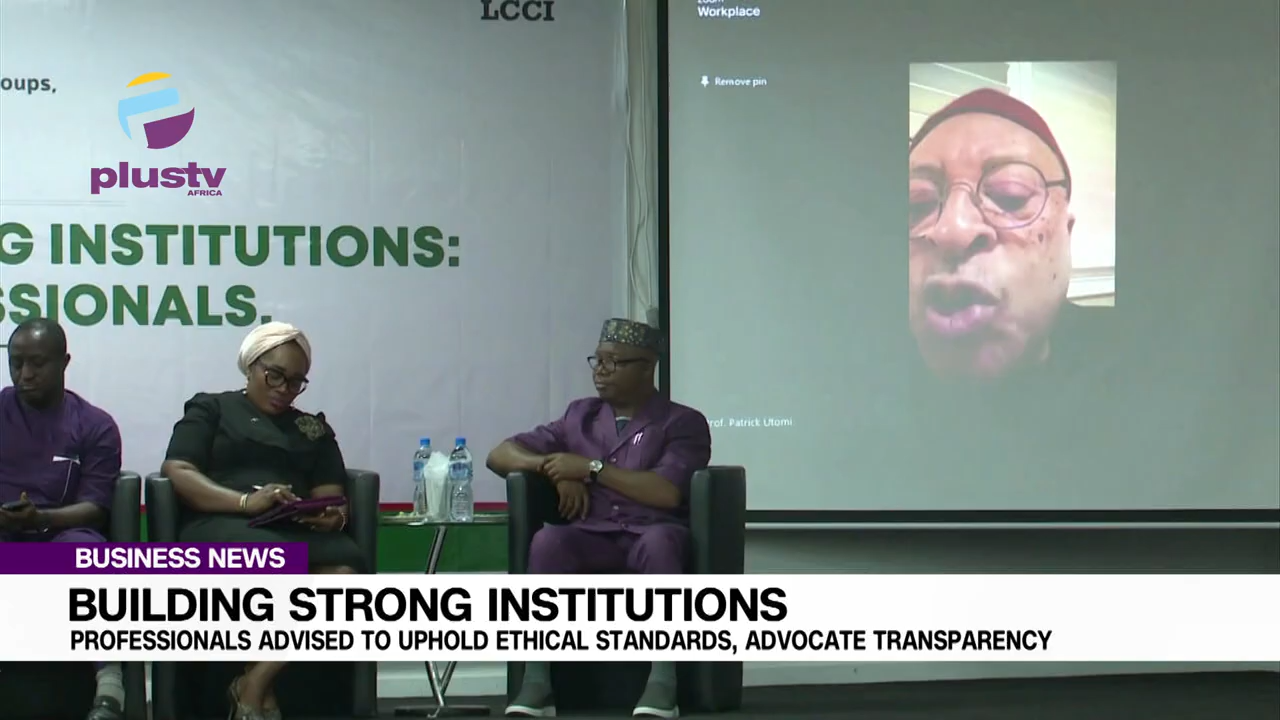 LCCI
oups,
plustv
AFRICA
G INSTITUTIONS:
SSIONALS.
zoom
Workplace
Remove pin
rof. Patrick Utomi
BUSINESS NEWS
BUILDING STRONG INSTITUTIONS
PROFESSIONALS ADVISED TO UPHOLD ETHICAL STANDARDS, ADVOCATE TRANSPARENCY